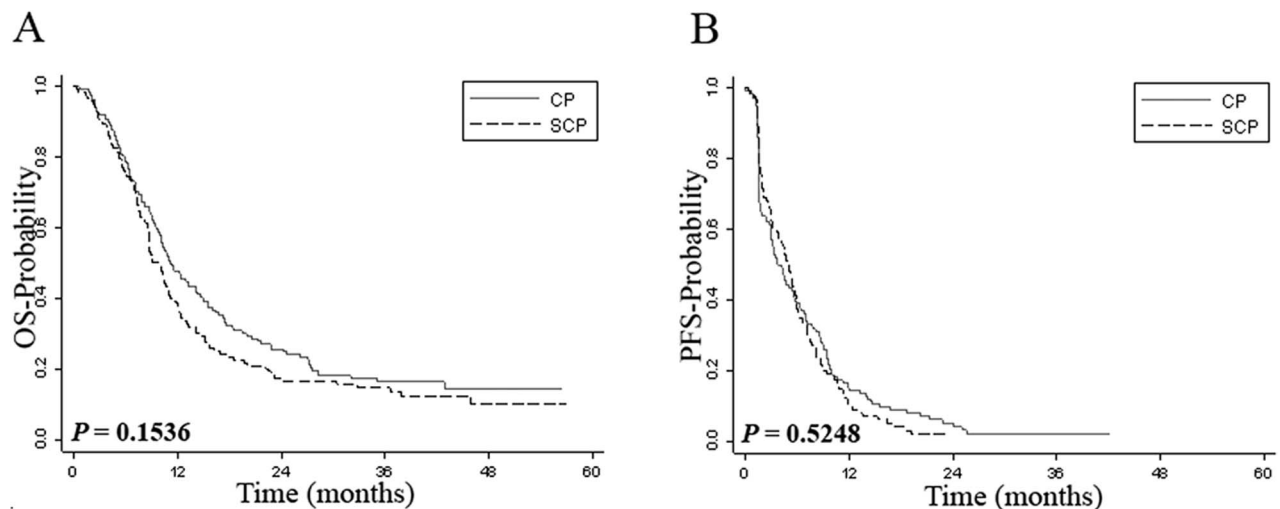 A
1.0
0.8
0.6
0.4
0.2
0.0
OS-Probability
CP
SCP
P = 0.1536
0 12 24 36 48 60
Time (months)
B
1.0
0.8
0.6
0.4
0.2
0.0
PFS-Probability
CP
SCP
P = 0.5248
0 12 24 36 48 60
Time (months)